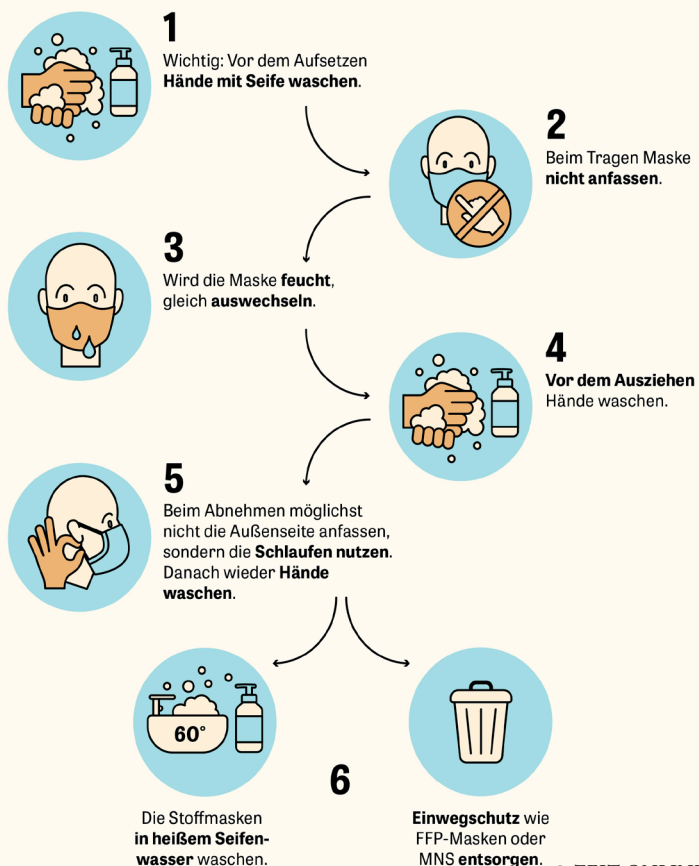 1
Wichtig: Vor dem Aufsetzen
Hände mit Seife waschen.
2
Beim Tragen Maske
nicht anfassen.
3
Wird die Maske feucht,
gleich auswechseln.
4
Vor dem Ausziehen
Hände waschen.
5
Beim Abnehmen möglichst
nicht die Außenseite anfassen,
sondern die Schlaufen nutzen.
Danach wieder Hände
waschen.
60°
6
Die Stoffmasken
in heißem Seifen-
wasser waschen.
Einwegschutz wie
FFP-Masken oder
MNS entsorgen.